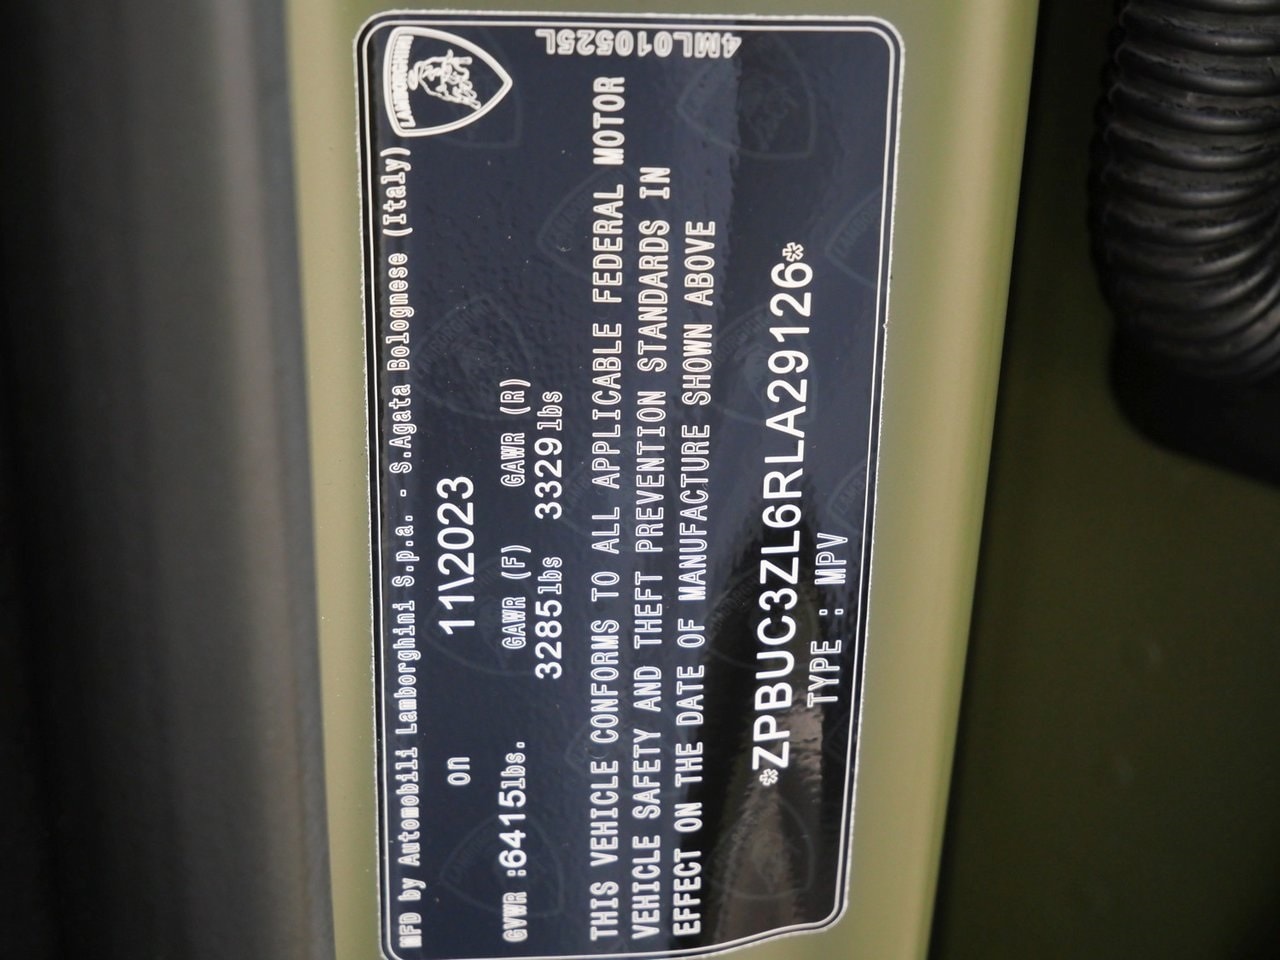 LAMBORGHINI
MFD by Automobili Lamborghini S.p.a. - S.Agata Bolognese (Italy)
on 11\2023
GAWR (F) GAWR (R)
GVWR :6415lbs. 3285lbs 3329lbs
THIS VEHICLE CONFORMS TO ALL APPLICABLE FEDERAL MOTOR
VEHICLE SAFETY AND THEFT PREVENTION STANDARDS IN
EFFECT ON THE DATE OF MANUFACTURE SHOWN ABOVE
*ZPBUC3ZL6RLA29126*
TYPE : MPV
4ML010525L